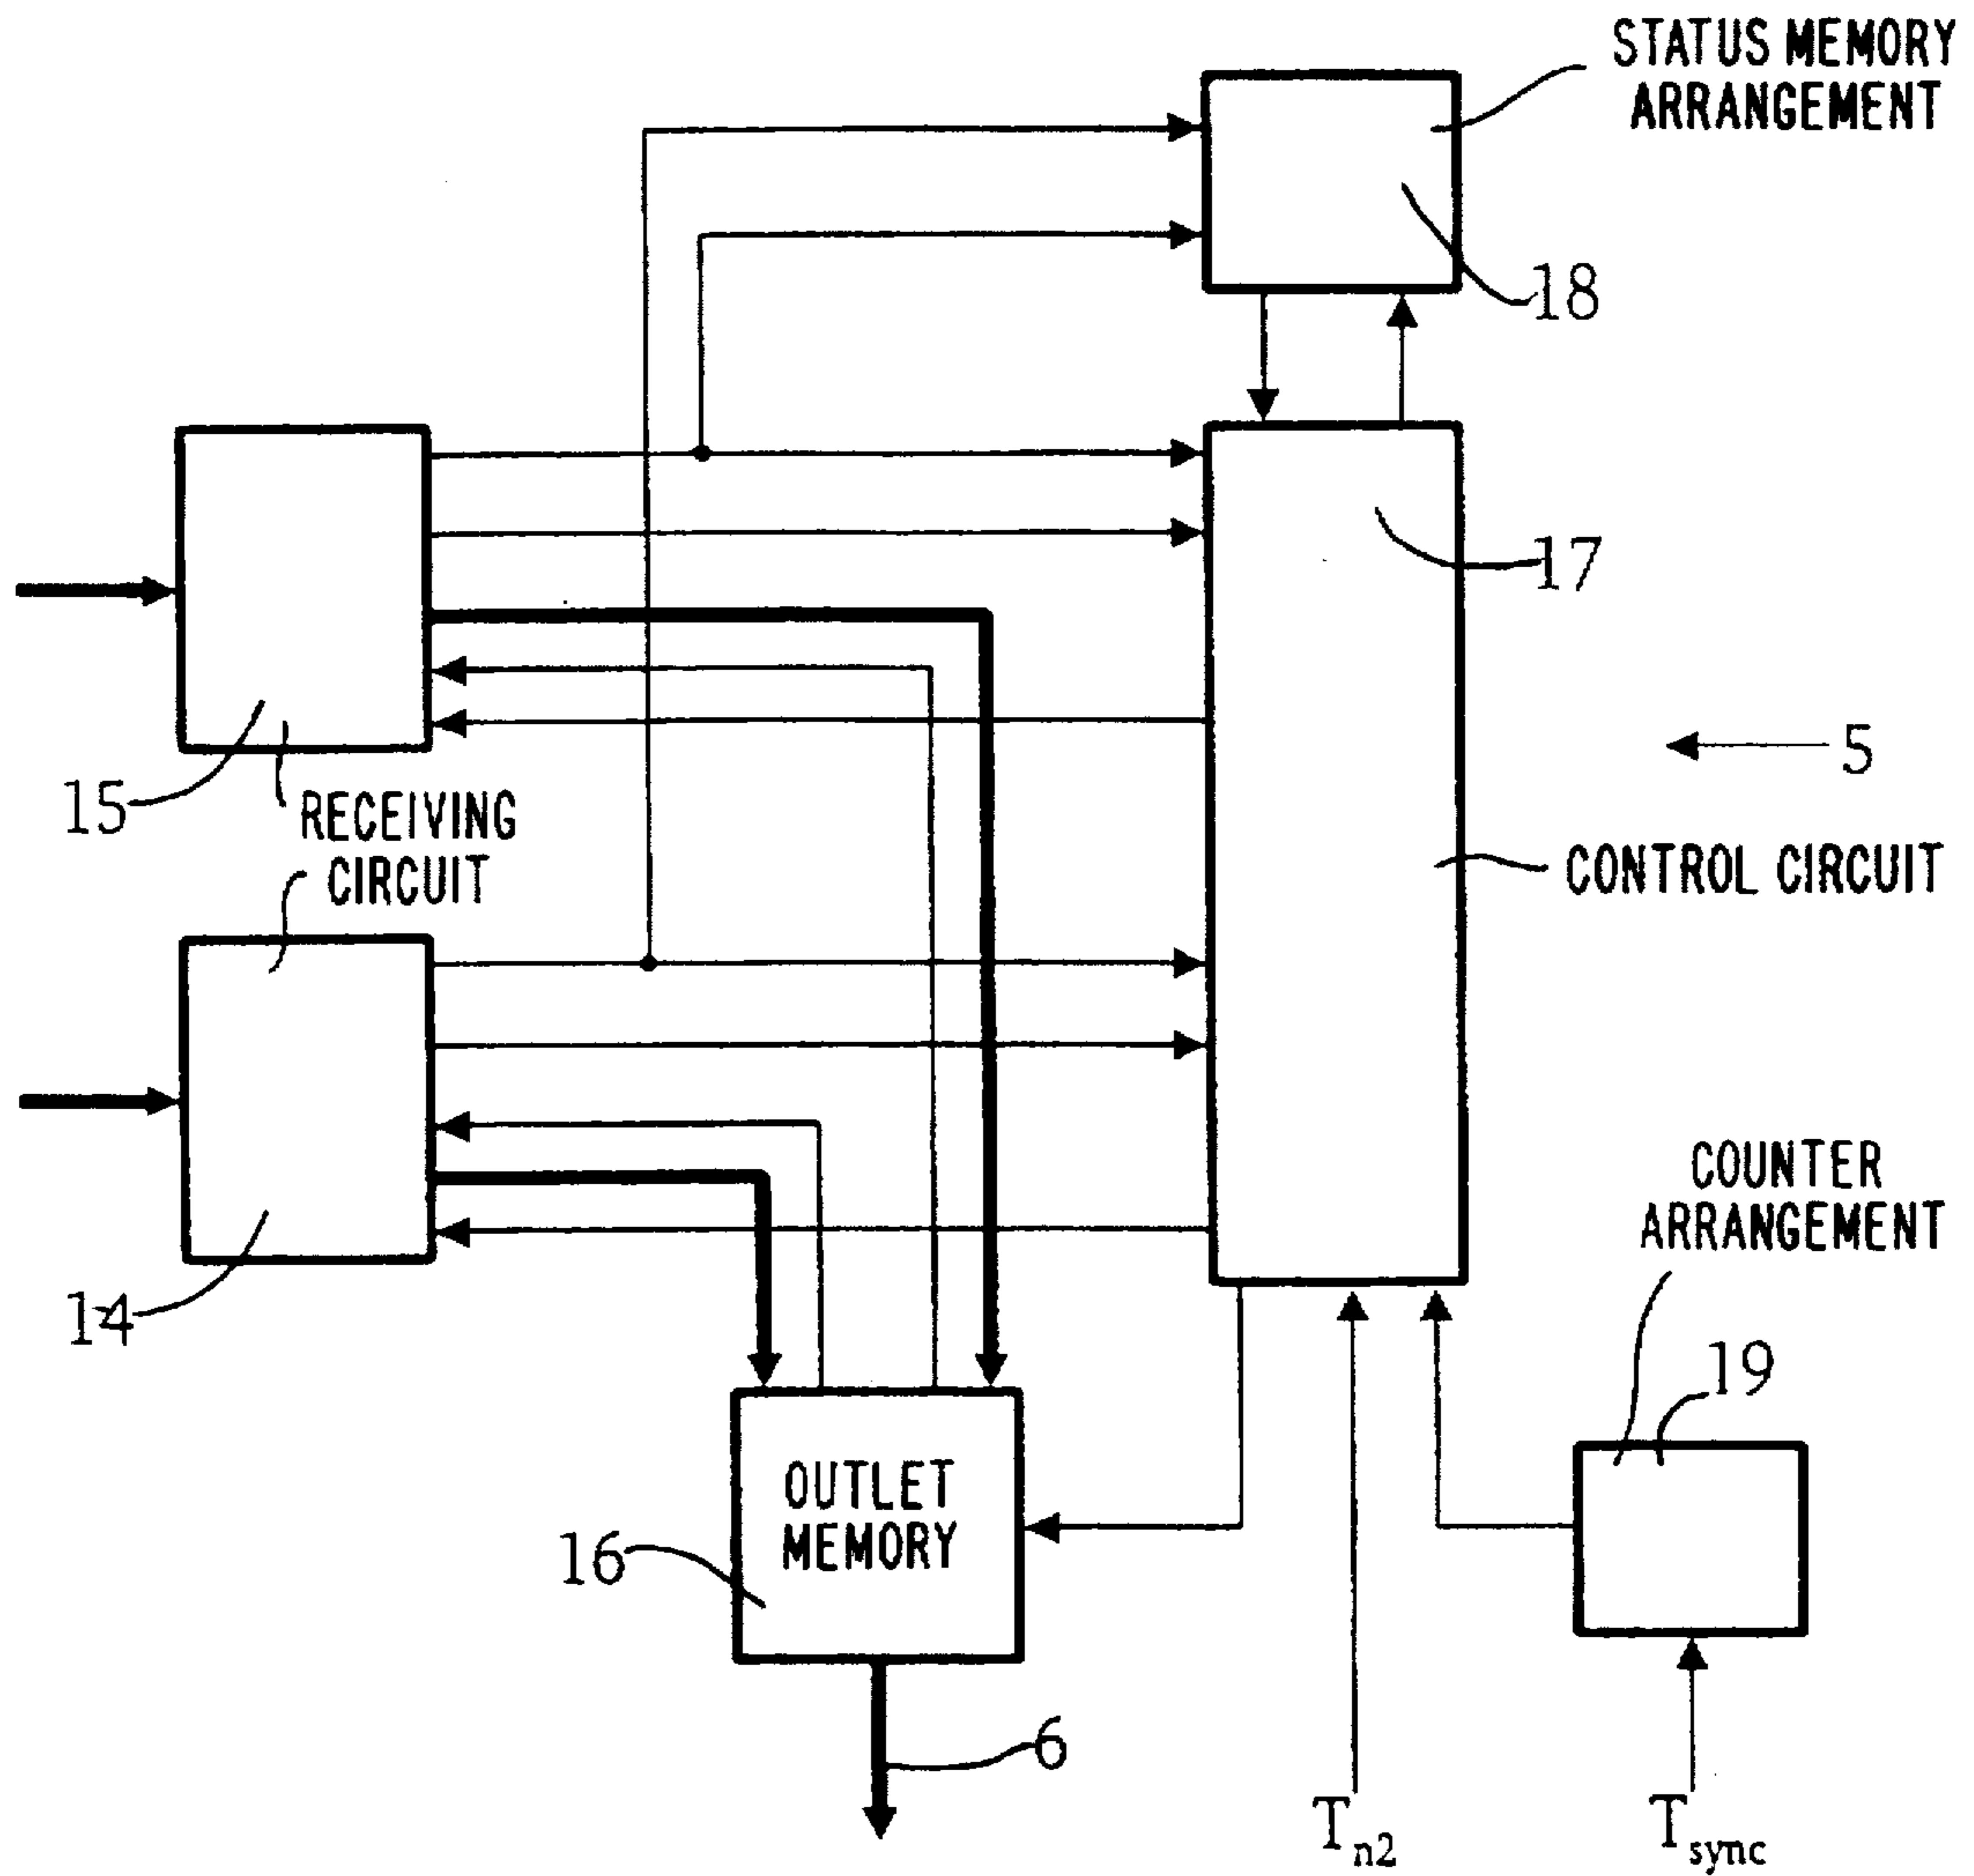 STATUS MEMORY
ARRANGEMENT
18
17
15
RECEIVING
CIRCUIT
5
CONTROL CIRCUIT
14
COUNTER
ARRANGEMENT
19
OUTLET
MEMORY
16
6
Tn2
Tsync